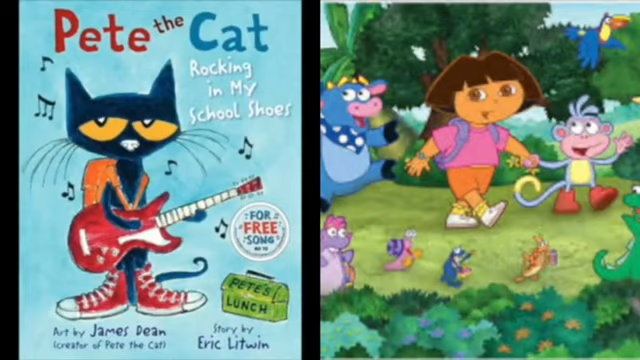 Pete the Cat
Rocking
in My
School Shoes
FOR
FREE
SONG
PETE'S
LUNCH
Art by James Dean
(creator of Pete the Cat)
Story by
Eric Litwin